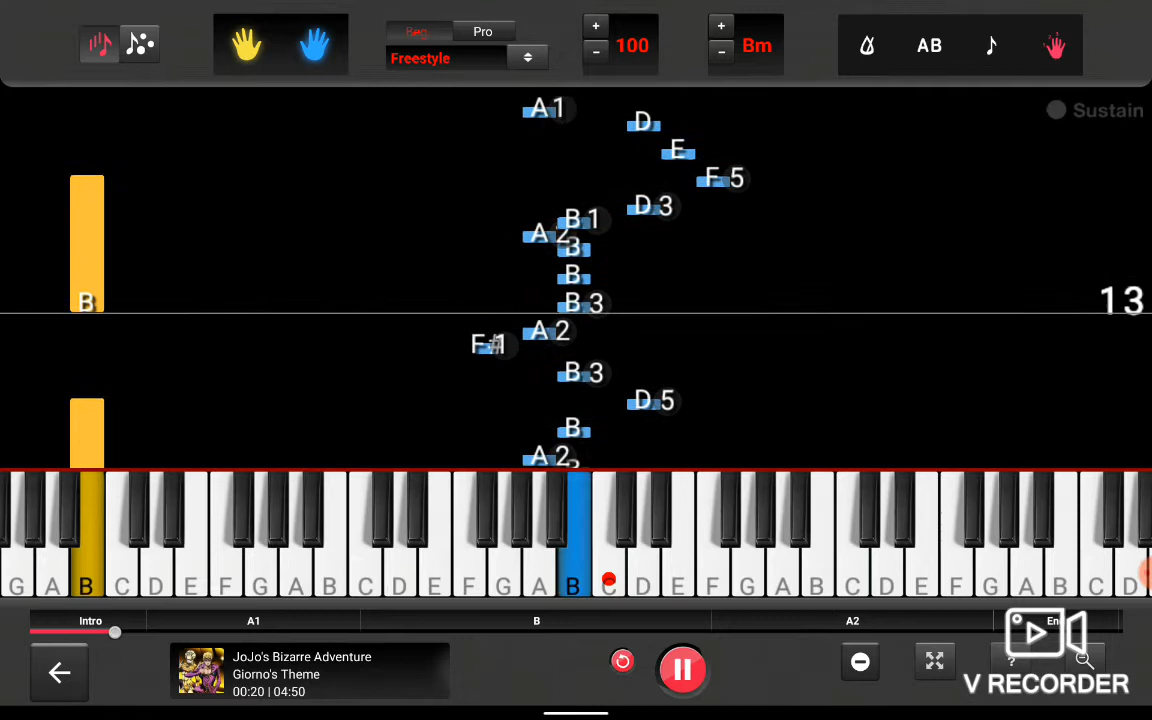 Beg
Pro
Freestyle
+
-
100
+
-
Bm
AB
Sustain
A 1
D
E
F 5
D 3
B 1
A 2
B
B
B
B 3
13
A 2
F# 1
B 3
D 5
B
A 2
G A B C D E F G A B C D E F G A B C D E F G A B C D E F G A B C D
Intro
A1
B
A2
JoJo's Bizarre Adventure
Giorno's Theme
00:20 | 04:50
?
V RECORDER